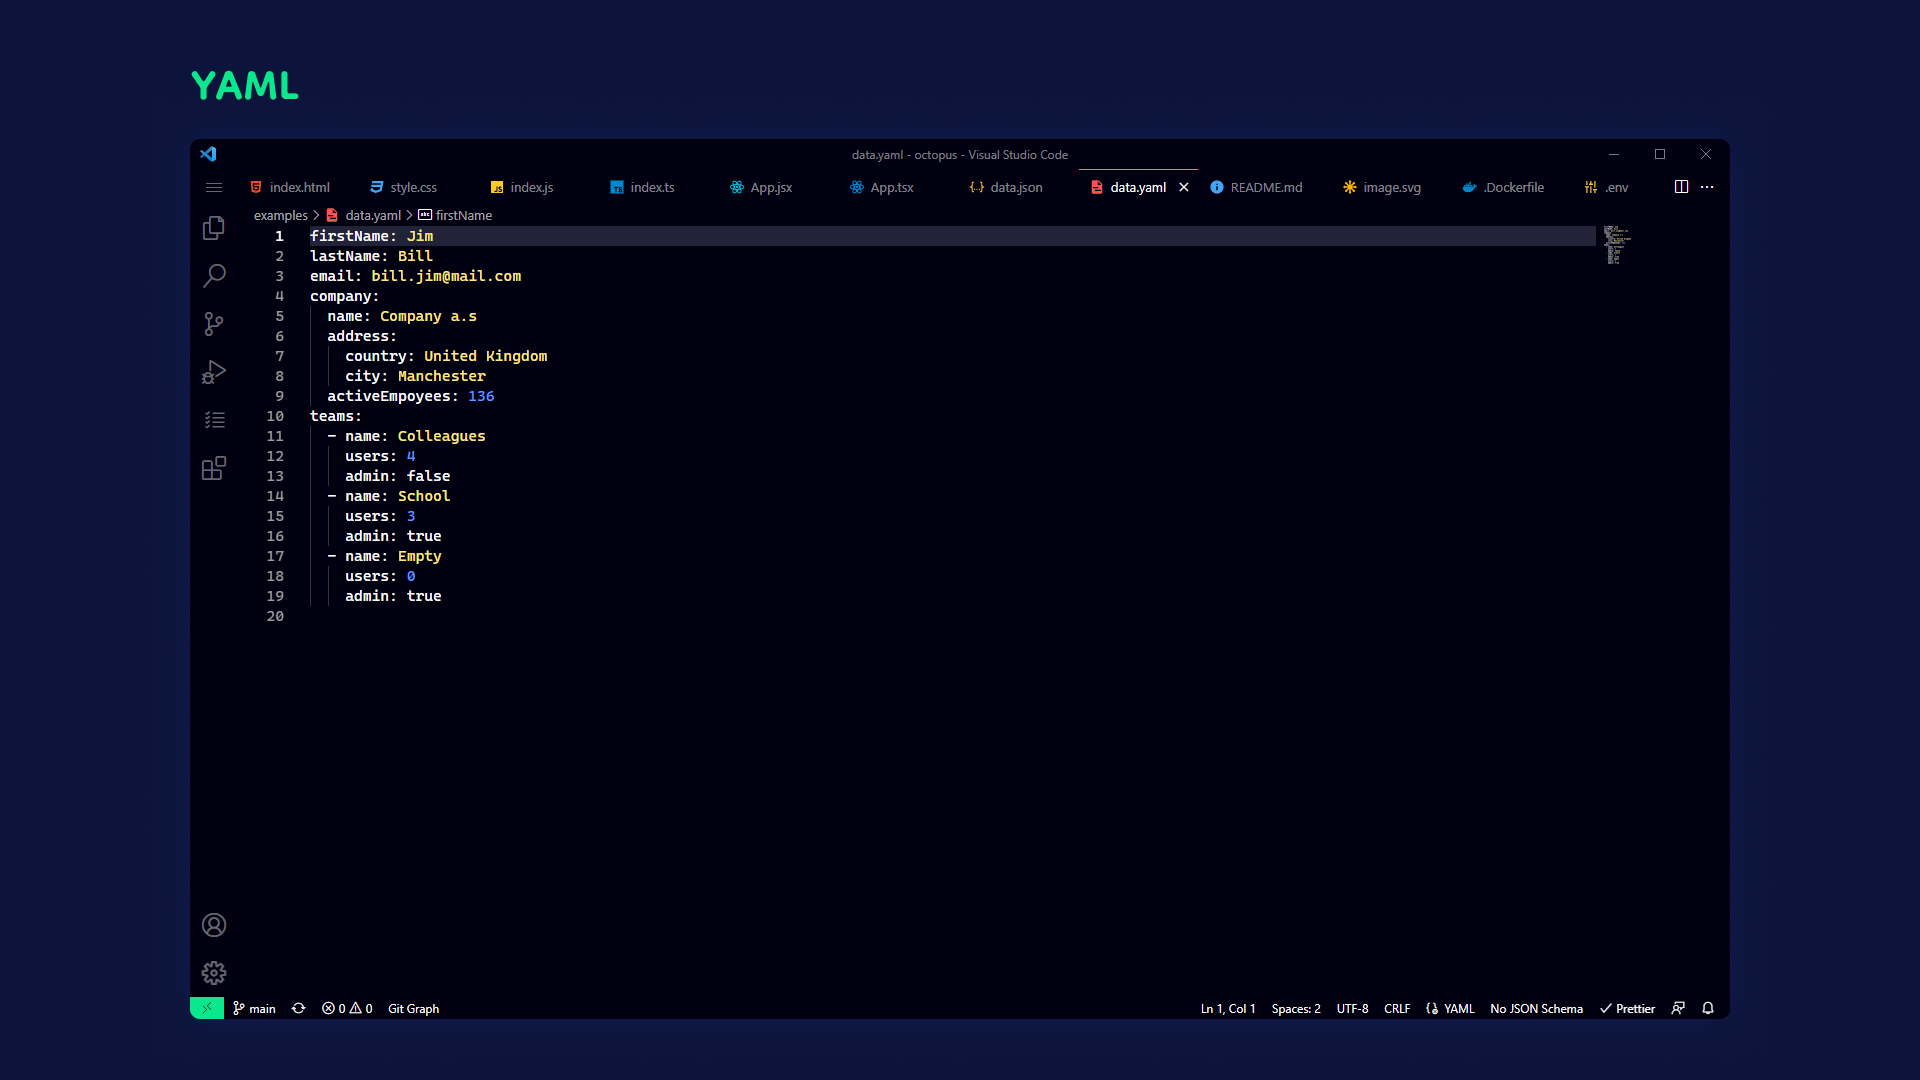 YAML
data.yaml - octopus - Visual Studio Code
index.html style.css index.js index.ts App.jsx App.tsx data.json data.yaml README.md image.svg .Dockerfile .env
examples > data.yaml > firstName
1 firstName: Jim
2 lastName: Bill
3 email: bill.jim@mail.com
4 company:
5 name: Company a.s
6 address:
7 country: United Kingdom
8 city: Manchester
9 activeEmpoyees: 136
10 teams:
11 - name: Colleagues
12 users: 4
13 admin: false
14 - name: School
15 users: 3
16 admin: true
17 - name: Empty
18 users: 0
19 admin: true
20
main 0 0 Git Graph Ln 1, Col 1 Spaces: 2 UTF-8 CRLF YAML No JSON Schema Prettier